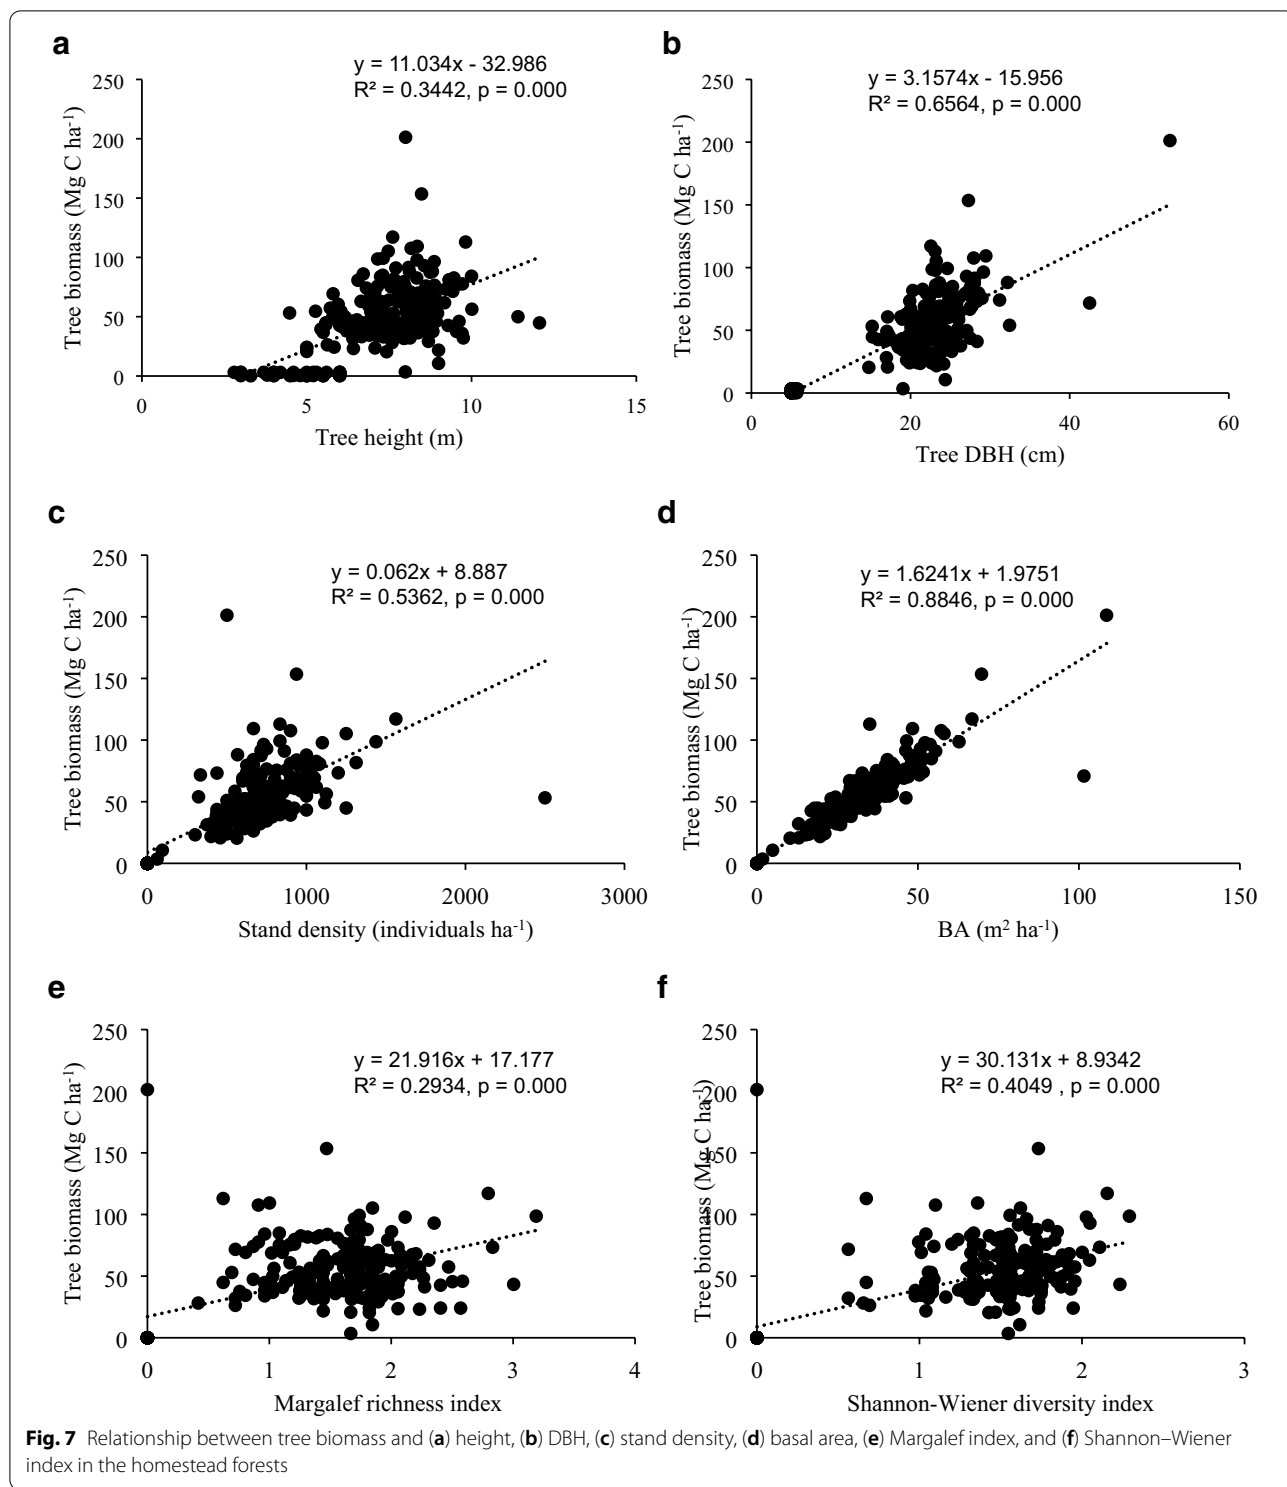 a
y = 11.034x - 32.986
R² = 0.3442, p = 0.000
250
200
150
100
50
0
Tree biomass (Mg C ha⁻¹)
0 5 10 15
Tree height (m)
b
y = 3.1574x - 15.956
R² = 0.6564, p = 0.000
250
200
150
100
50
0
Tree biomass (Mg C ha⁻¹)
0 20 40 60
Tree DBH (cm)
c
y = 0.062x + 8.887
R² = 0.5362, p = 0.000
250
200
150
100
50
0
Tree biomass (Mg C ha⁻¹)
0 1000 2000 3000
Stand density (individuals ha⁻¹)
d
y = 1.6241x + 1.9751
R² = 0.8846, p = 0.000
250
200
150
100
50
0
Tree biomass (Mg C ha⁻¹)
0 50 100 150
BA (m² ha⁻¹)
e
y = 21.916x + 17.177
R² = 0.2934, p = 0.000
250
200
150
100
50
0
Tree biomass (Mg C ha⁻¹)
0 1 2 3 4
Margalef richness index
f
y = 30.131x + 8.9342
R² = 0.4049 , p = 0.000
250
200
150
100
50
0
Tree biomass (Mg C ha⁻¹)
0 1 2 3
Shannon-Wiener diversity index
Fig. 7 Relationship between tree biomass and (a) height, (b) DBH, (c) stand density, (d) basal area, (e) Margalef index, and (f) Shannon–Wiener
index in the homestead forests